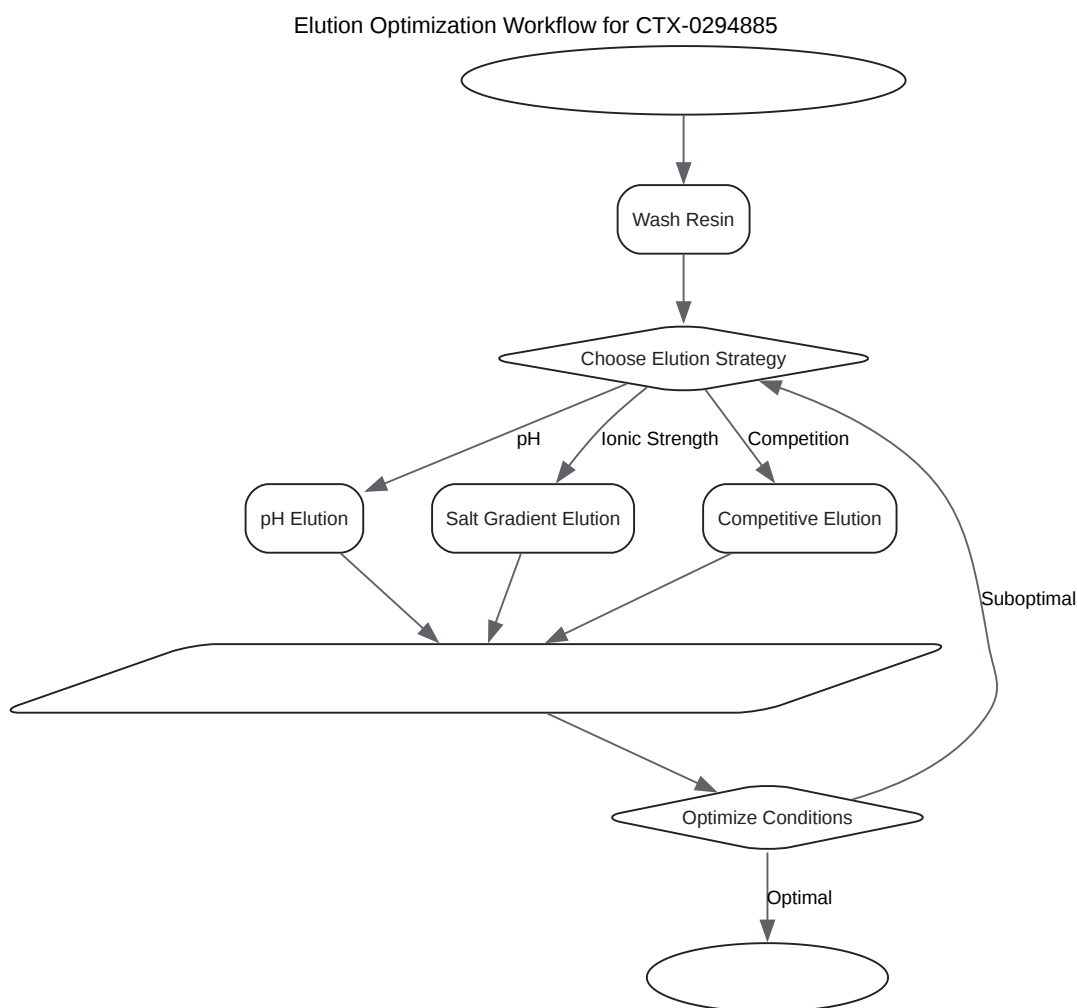 Elution Optimization Workflow for CTX-0294885
Wash Resin
Choose Elution Strategy
pH
Ionic Strength
Competition
pH Elution
Salt Gradient Elution
Competitive Elution
Suboptimal
Optimize Conditions
Optimal